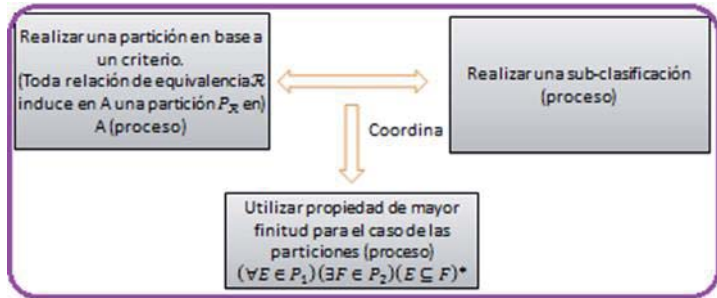 Realizar una partición en base a
un criterio.
(Toda relación de equivalencia ℛ
induce en A una partición P_ℛ en)
A (proceso)
Realizar una sub-clasificación
(proceso)
Coordina
Utilizar propiedad de mayor
finitud para el caso de las
particiones (proceso)
(∀E ∈ P₁)(∃F ∈ P₂)(E ⊆ F)*